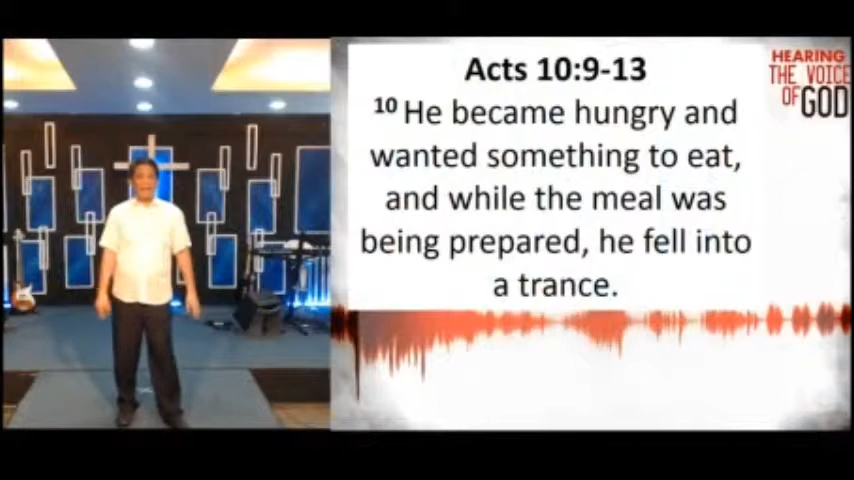 Acts 10:9-13
10 He became hungry and
wanted something to eat,
and while the meal was
being prepared, he fell into
a trance.
HEARING
THE VOICE
OF GOD